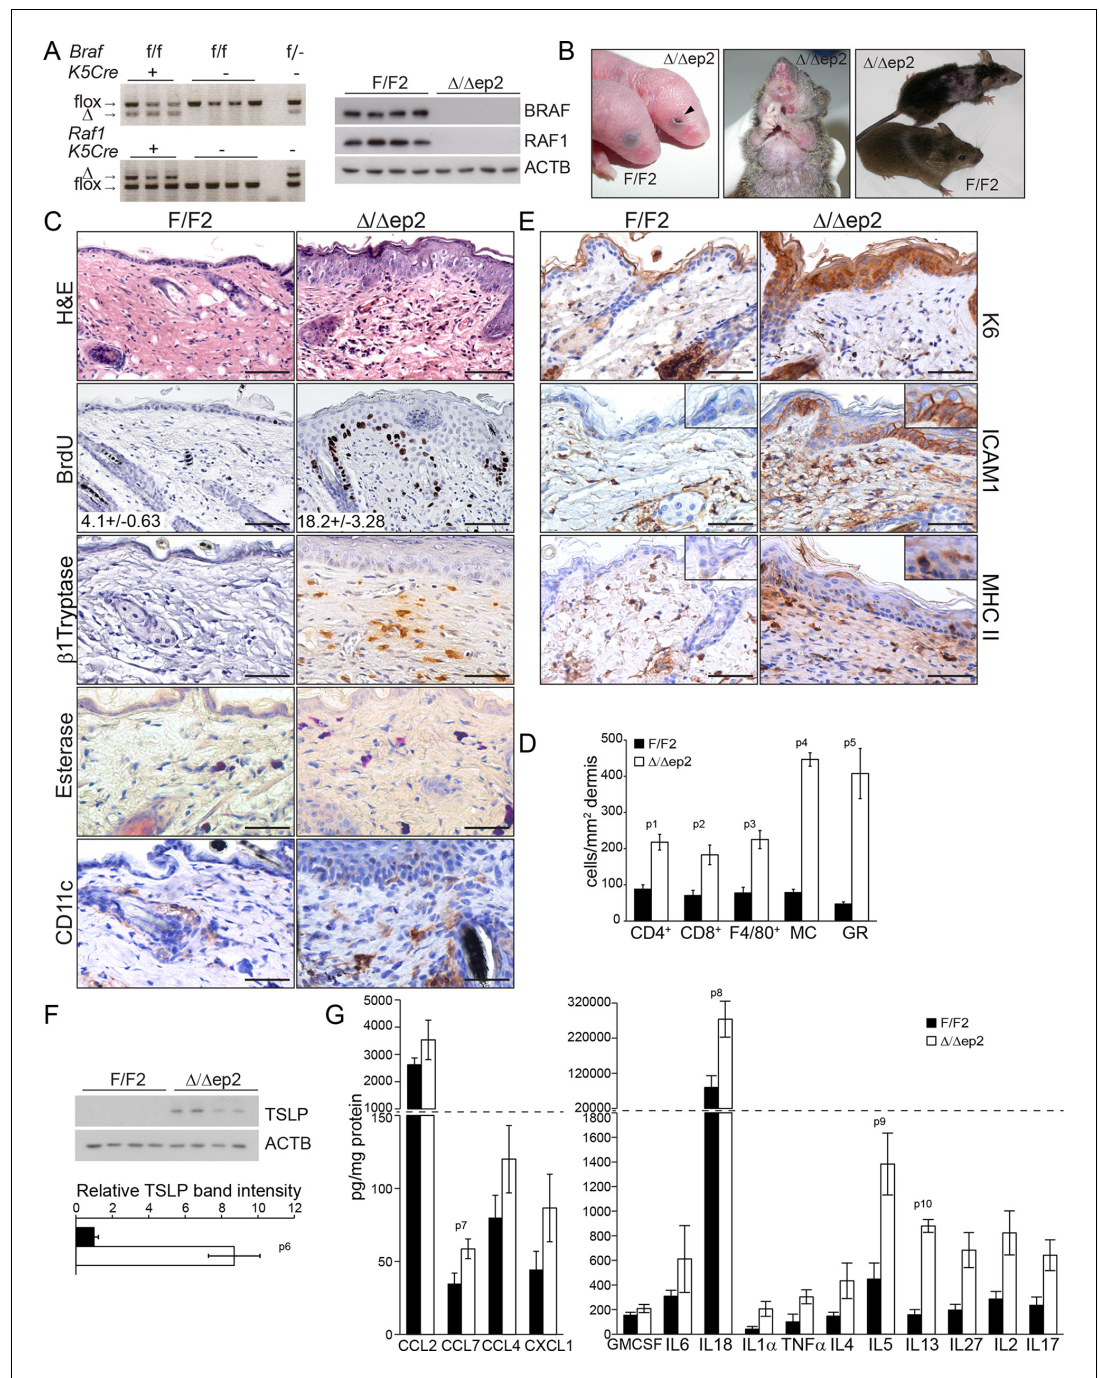 A
Braf f/f f/f f/-
K5Cre + - -
flox→
Δ→
Raf1
K5Cre + - -
Δ→
flox→
F/F2 Δ/Δep2
BRAF
RAF1
ACTB
B
Δ/Δep2
F/F2
Δ/Δep2
Δ/Δep2
F/F2
C F/F2 Δ/Δep2
H&E
BrdU
4.1+/-0.63 18.2+/-3.28
β1Tryptase
Esterase
CD11c
E F/F2 Δ/Δep2
K6
ICAM1
MHC II
D
F/F2
Δ/Δep2
cells/mm² dermis
500
400
300
200
100
0
p1 p2 p3 p4 p5
CD4⁺ CD8⁺ F4/80⁺ MC GR
F
F/F2 Δ/Δep2
TSLP
ACTB
Relative TSLP band intensity
0 2 4 6 8 10 12
p6
G
pg/mg protein
5000
4000
3000
2000
1000
150
100
50
0
p7
CCL2 CCL7 CCL4 CXCL1
320000
220000
120000
20000
1800
1600
1400
1200
1000
800
600
400
200
0
p8
p9
p10
F/F2
Δ/Δep2
GMCSF IL6 IL18 IL1α TNFα IL4 IL5 IL13 IL27 IL2 IL17